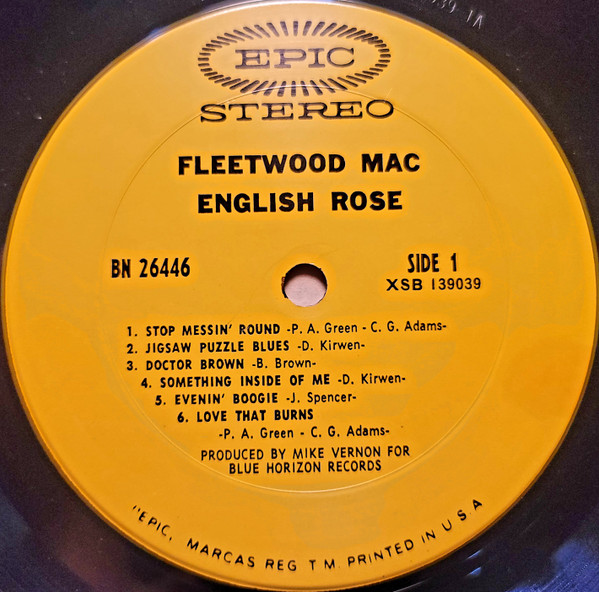 EPIC
STEREO
FLEETWOOD MAC
ENGLISH ROSE
BN 26446
SIDE 1
XSB 139039
1. STOP MESSIN' ROUND -P. A. Green - C. G. Adams-
2. JIGSAW PUZZLE BLUES -D. Kirwen-
3. DOCTOR BROWN -B. Brown-
4. SOMETHING INSIDE OF ME -D. Kirwen-
5. EVENIN' BOOGIE -J. Spencer-
6. LOVE THAT BURNS
-P. A. Green - C. G. Adams-
PRODUCED BY MIKE VERNON FOR
BLUE HORIZON RECORDS
"EPIC, MARCAS REG T M. PRINTED IN U S A